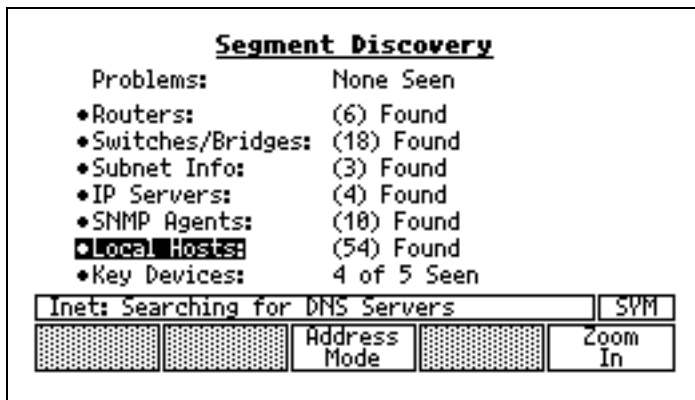 Segment Discovery
Problems: None Seen
•Routers: (6) Found
•Switches/Bridges: (18) Found
•Subnet Info: (3) Found
•IP Servers: (4) Found
•SNMP Agents: (10) Found
•Local Hosts: (54) Found
•Key Devices: 4 of 5 Seen
Inet: Searching for DNS Servers SYM
Address Mode
Zoom In